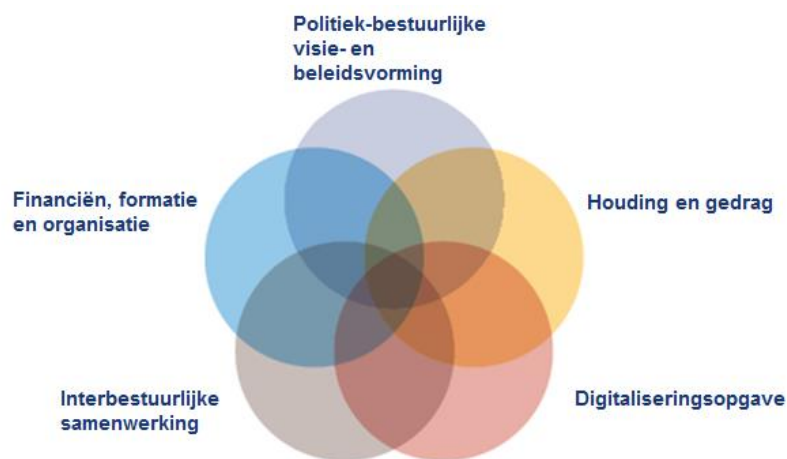 Politiek-bestuurlijke
visie- en
beleidsvorming
Financiën, formatie
en organisatie
Houding en gedrag
Interbestuurlijke
samenwerking
Digitaliseringsopgave